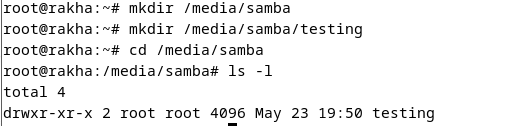 root@rakha:~# mkdir /media/samba
root@rakha:~# mkdir /media/samba/testing
root@rakha:~# cd /media/samba
root@rakha:/media/samba# ls -l
total 4
drwxr-xr-x 2 root root 4096 May 23 19:50 testing